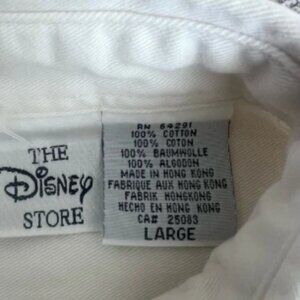 THE
Disney
STORE
RN 64291
100% COTTON
100% COTON
100% BAUMWOLLE
100% ALGODON
MADE IN HONG KONG
FABRIQUE AUX HONG KONG
FABRIK HONGKONG
HECHO EN HONG KONG
CA# 25083
LARGE